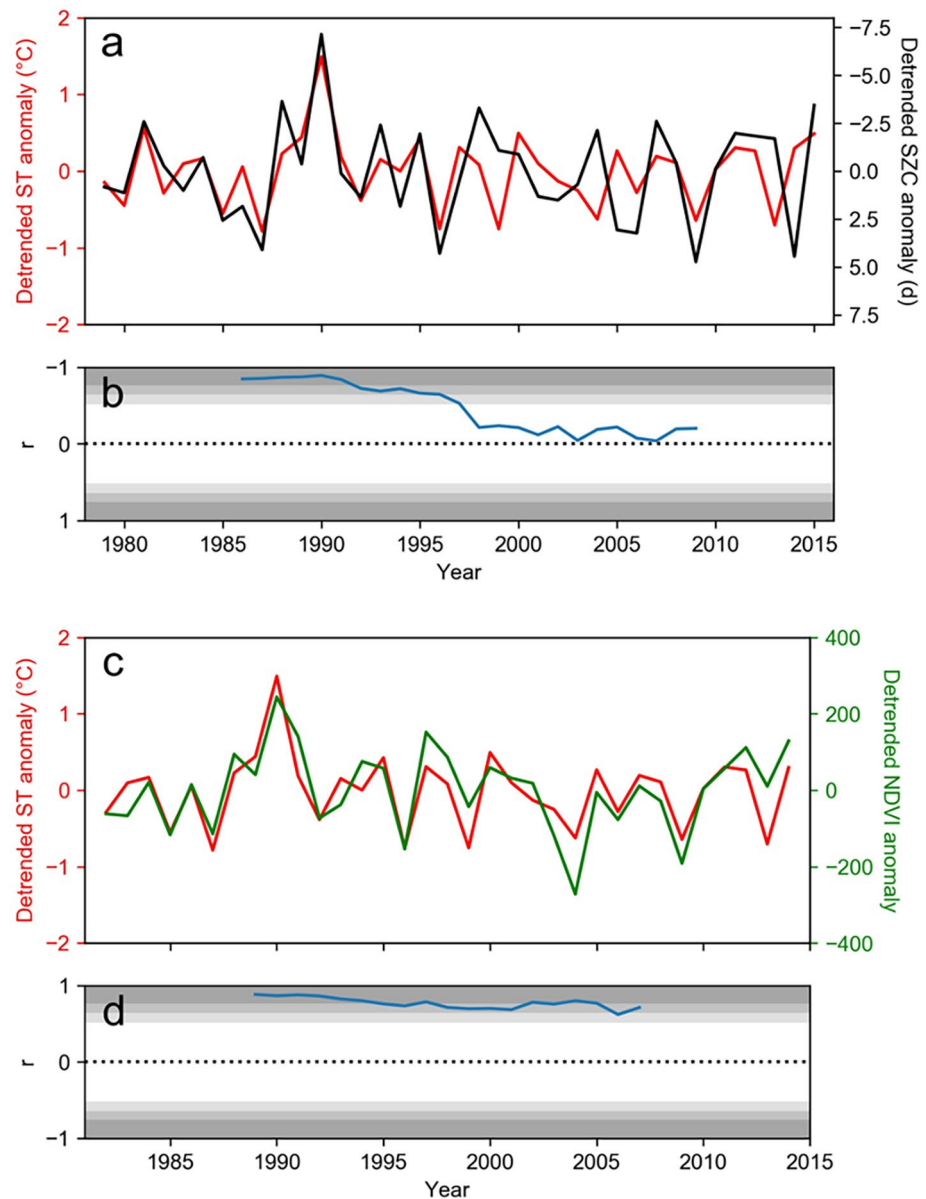 a
Detrended ST anomaly (°C)
2
1
0
−1
−2
−7.5
−5.0
−2.5
0.0
2.5
5.0
7.5
Detrended SZC anomaly (d)
b
r
−1
0
1
1980 1985 1990 1995 2000 2005 2010 2015
Year
c
Detrended ST anomaly (°C)
2
1
0
−1
−2
400
200
0
−200
−400
Detrended NDVI anomaly
d
r
1
0
−1
1985 1990 1995 2000 2005 2010 2015
Year